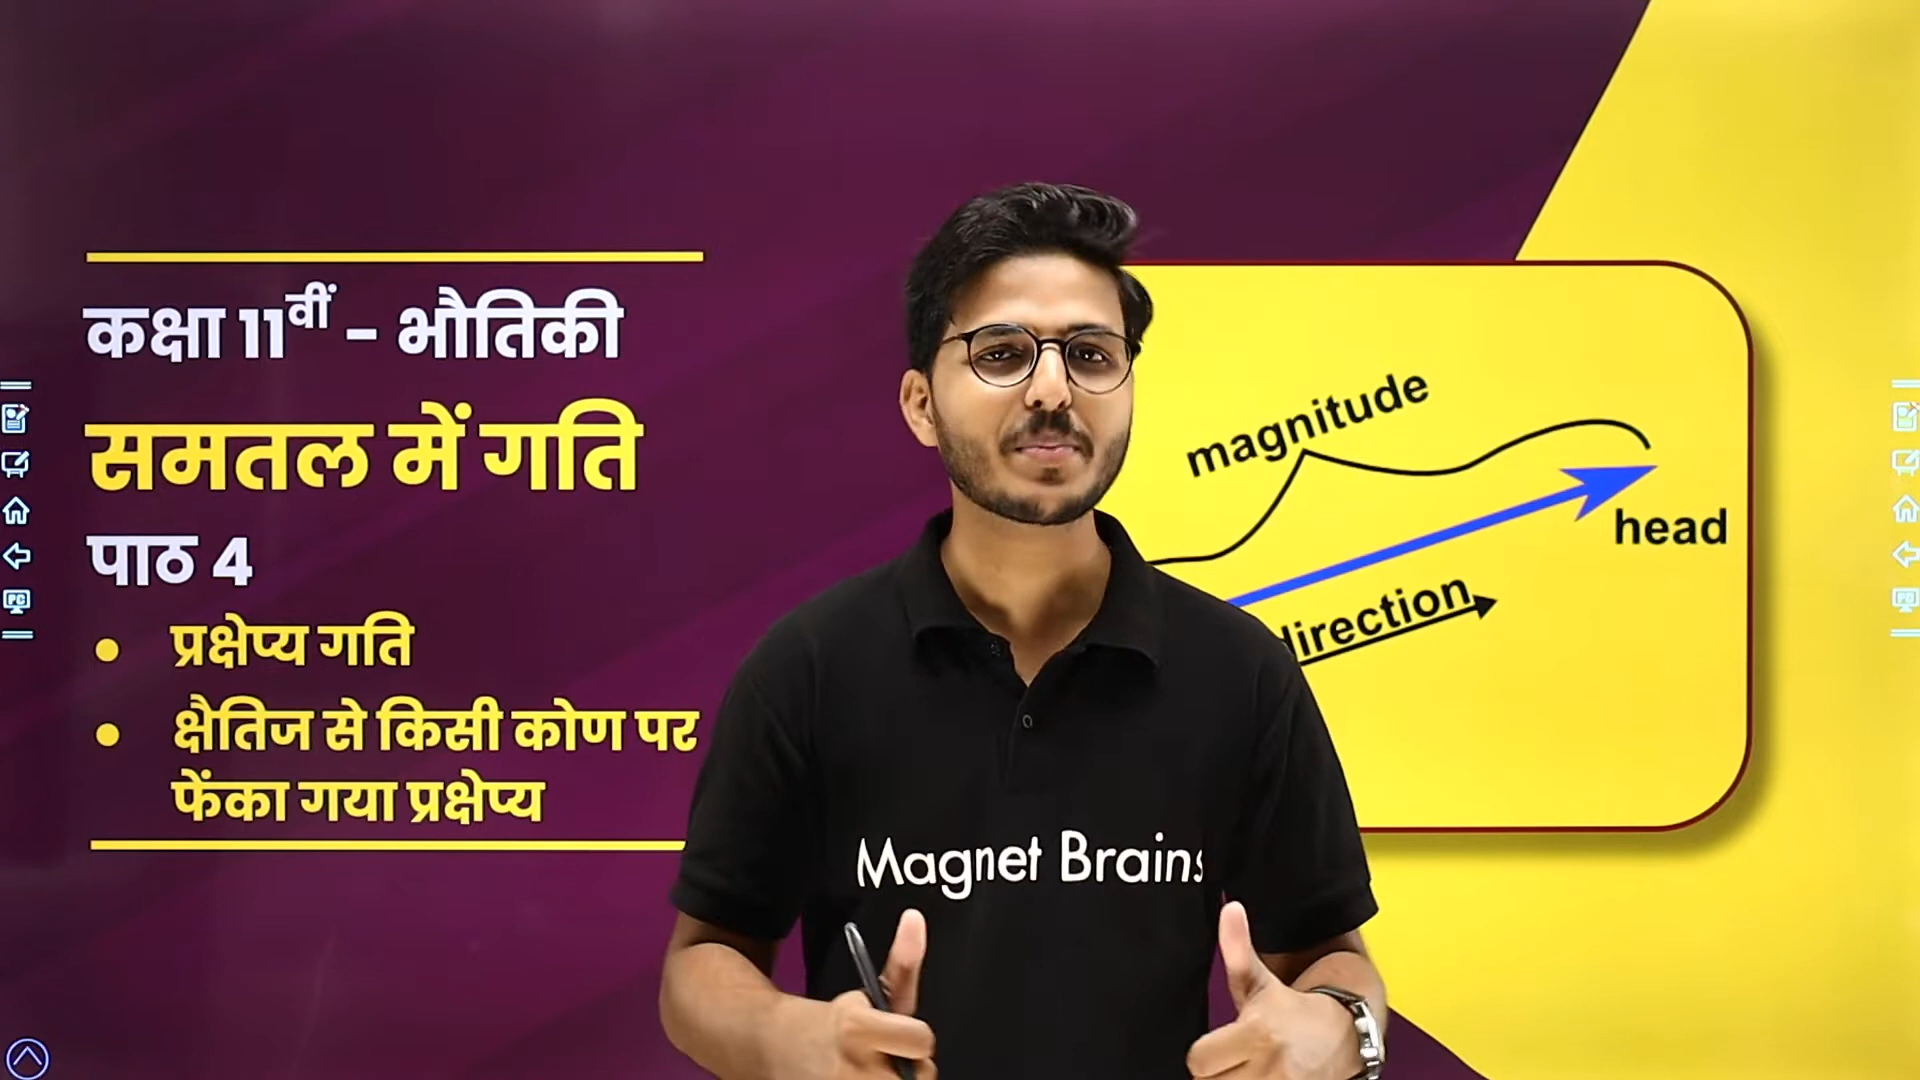 कक्षा 11वीं - भौतिकी
समतल में गति
पाठ 4
• प्रक्षेप्य गति
• क्षैतिज से किसी कोण पर
फेंका गया प्रक्षेप्य
magnitude
head
direction
Magnet Brains